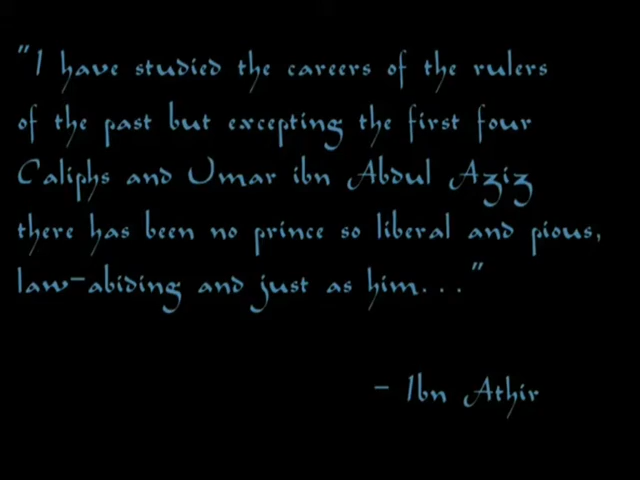 "I have studied the careers of the rulers
of the past but excepting the first four
Caliphs and Umar ibn Abdul Aziz
there has been no prince so liberal and pious,
law-abiding and just as him..."
- Ibn Athir